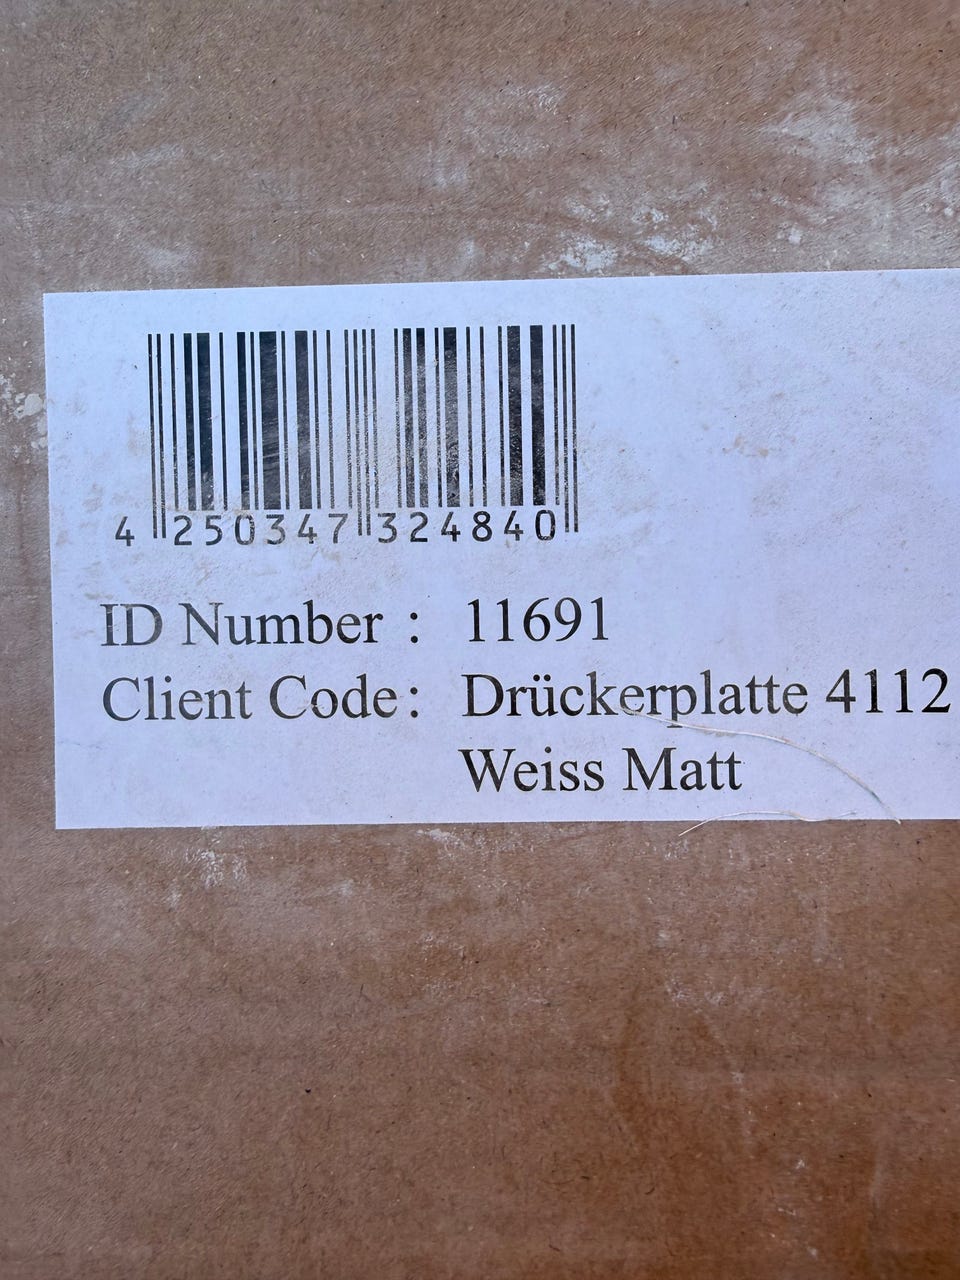 4 250347 324840
ID Number : 11691
Client Code : Drückerplatte 4112
Weiss Matt